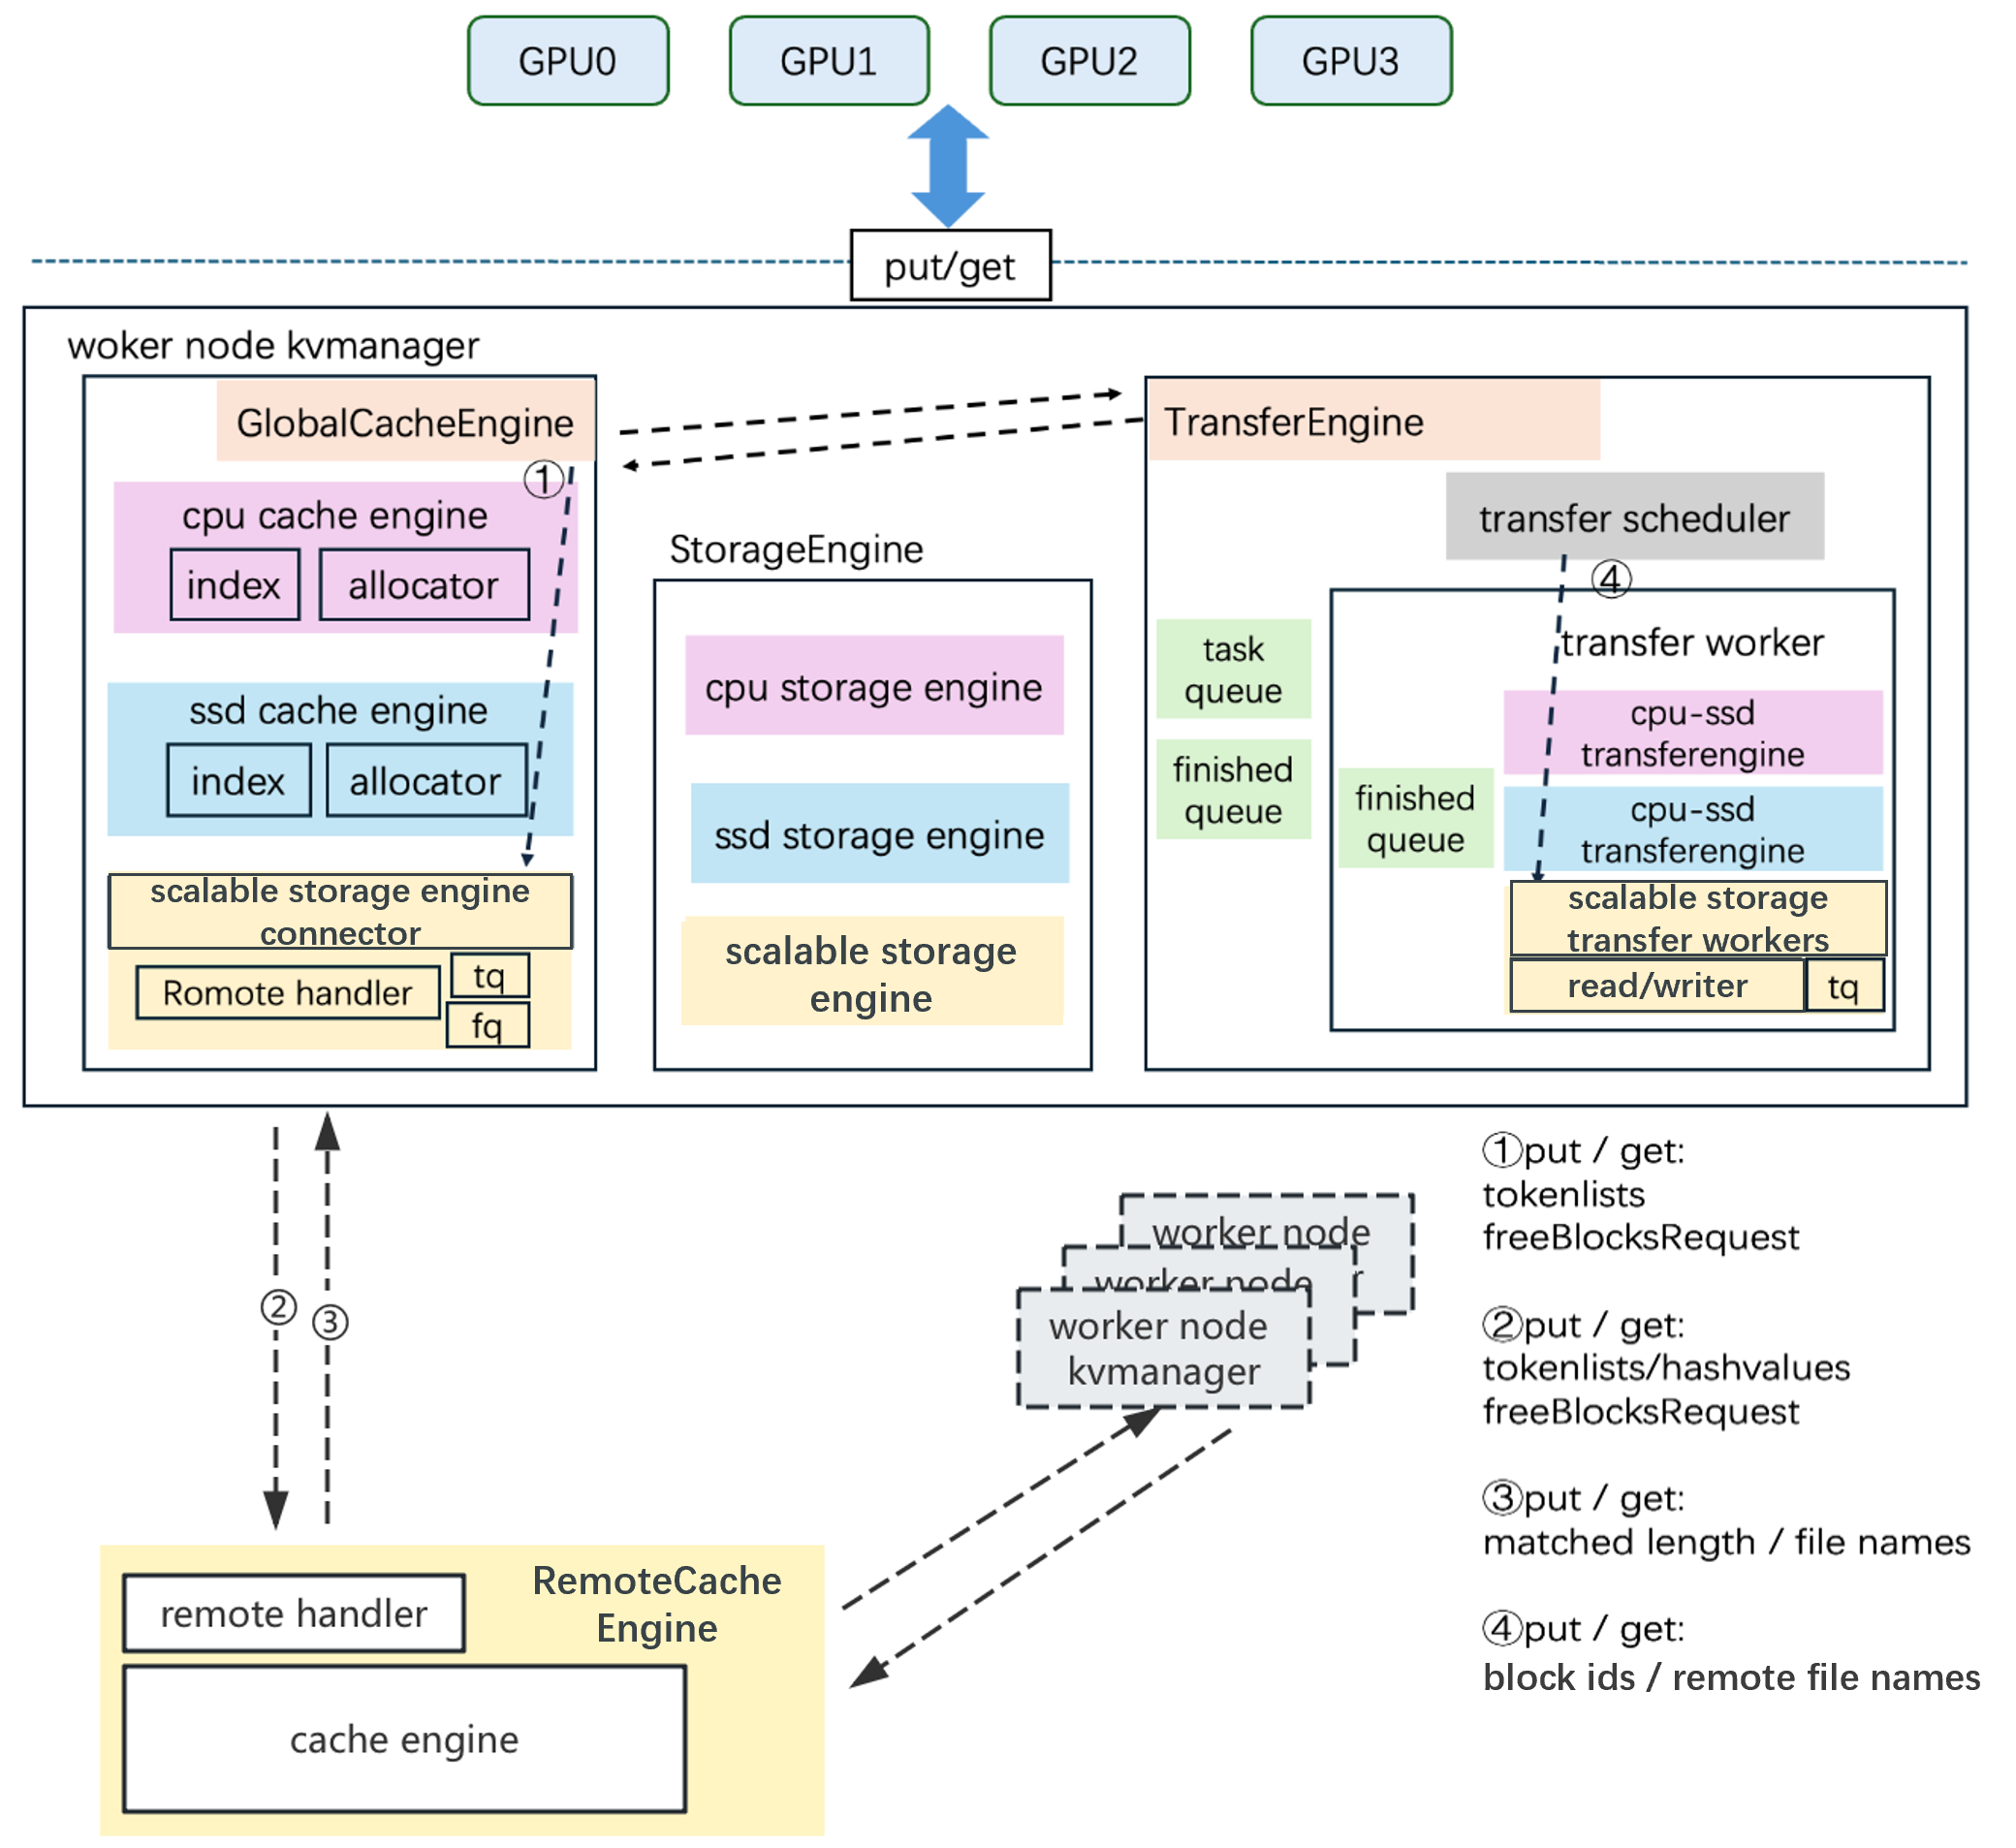 GPU0
GPU1
GPU2
GPU3
put/get
woker node kvmanager
GlobalCacheEngine
①
cpu cache engine
index
allocator
ssd cache engine
index
allocator
scalable storage engine
connector
Romote handler
tq
fq
StorageEngine
cpu storage engine
ssd storage engine
scalable storage
engine
TransferEngine
transfer scheduler
④
task
queue
finished
queue
transfer worker
finished
queue
cpu-ssd
transferengine
cpu-ssd
transferengine
scalable storage
transfer workers
read/writer
tq
②
③
worker node
r
worker node
worker node
kvmanager
RemoteCache
Engine
remote handler
cache engine
①put / get:
tokenlists
freeBlocksRequest
②put / get:
tokenlists/hashvalues
freeBlocksRequest
③put / get:
matched length / file names
④put / get:
block ids / remote file names